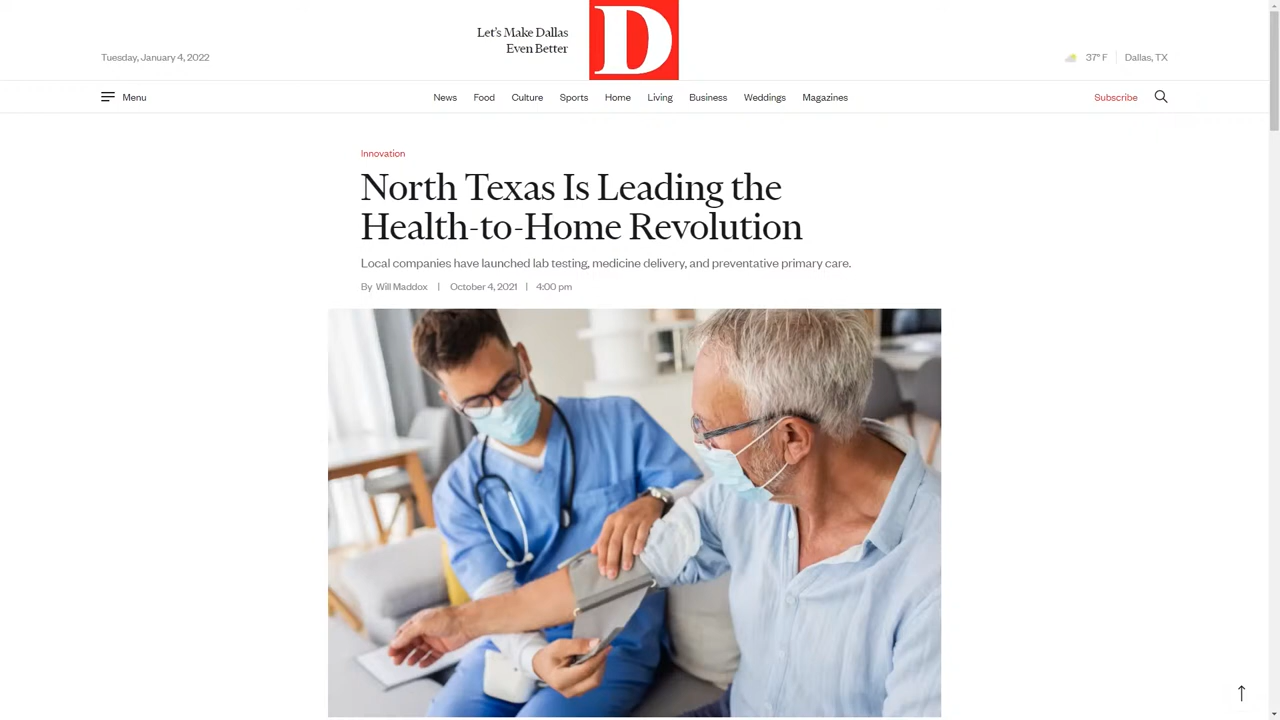 Let's Make Dallas
Even Better
D
Tuesday, January 4, 2022
37° F
Dallas, TX
Menu
News Food Culture Sports Home Living Business Weddings Magazines
Subscribe
Innovation
North Texas Is Leading the
Health-to-Home Revolution
Local companies have launched lab testing, medicine delivery, and preventative primary care.
By Will Maddox | October 4, 2021 | 4:00 pm